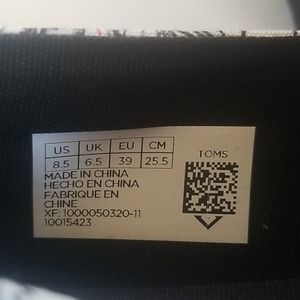 US UK EU CM
8.5 6.5 39 25.5
TOMS
MADE IN CHINA
HECHO EN CHINA
FABRIQUE EN
CHINE
XF: 1000050320-11
10015423